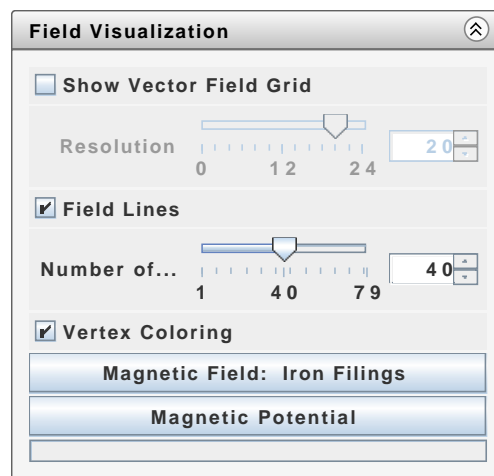 Field Visualization
Show Vector Field Grid
Resolution 20
0 12 24
Field Lines
Number of... 40
1 40 79
Vertex Coloring
Magnetic Field: Iron Filings
Magnetic Potential